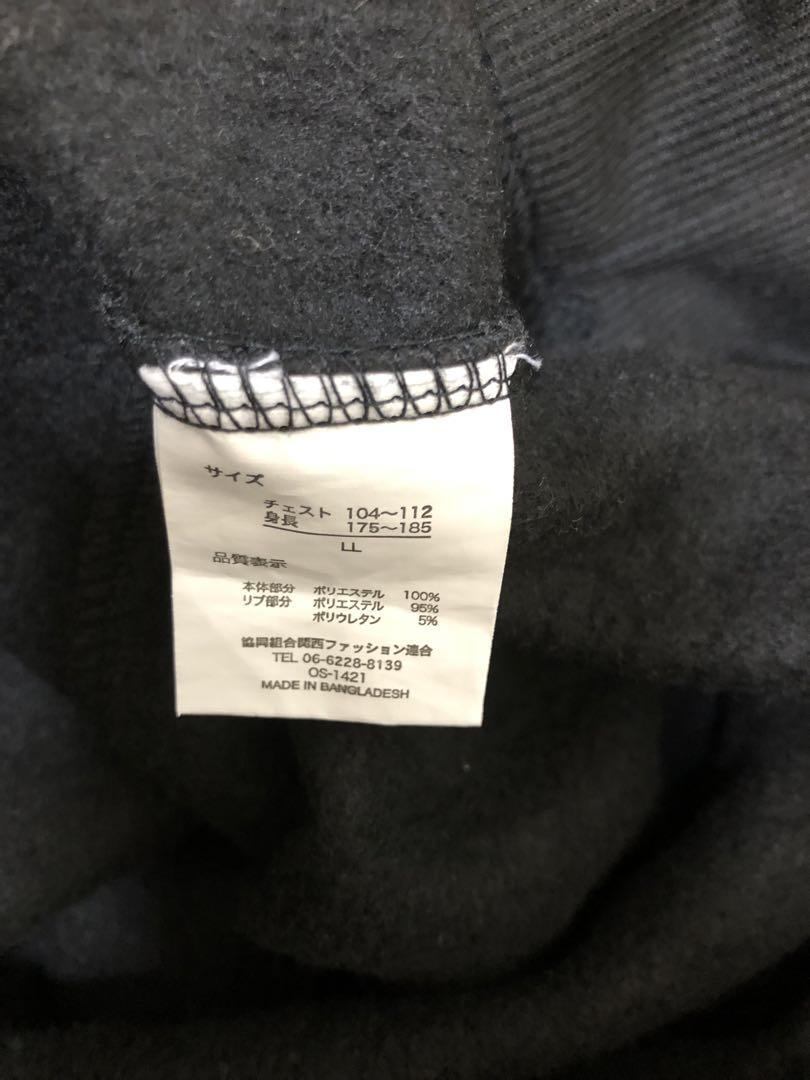 サイズ
チェスト 104～112
身長 175～185
LL
品質表示
本体部分 ポリエステル 100%
リブ部分 ポリエステル 95%
ポリウレタン 5%
協同組合関西ファッション連合
TEL 06-6228-8139
OS-1421
MADE IN BANGLADESH